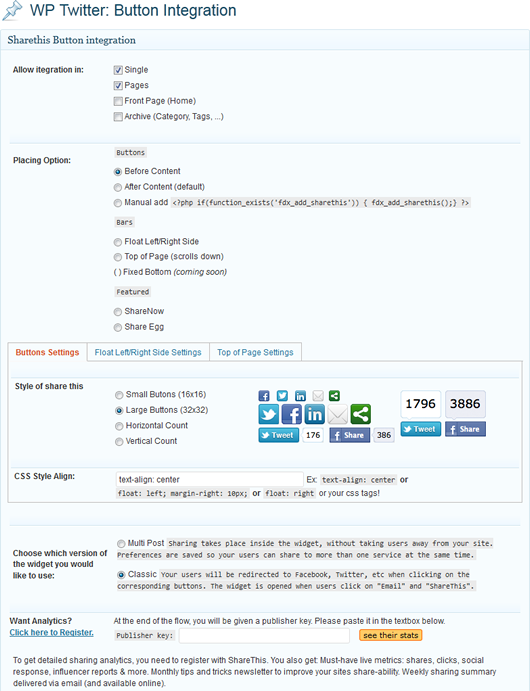 WP Twitter: Button Integration
Sharethis Button integration
Allow itegration in:
Single
Pages
Front Page (Home)
Archive (Category, Tags, ...)
Placing Option:
Buttons
Before Content
After Content (default)
Manual add <?php if(function_exists('fdx_add_sharethis')) { fdx_add_sharethis();} ?>
Bars
Float Left/Right Side
Top of Page (scrolls down)
( ) Fixed Bottom (coming soon)
Featured
ShareNow
Share Egg
Buttons Settings Float Left/Right Side Settings Top of Page Settings
Style of share this
Small Butons (16x16)
Large Buttons (32x32)
Horizontal Count
Vertical Count
Tweet 176 Share 386
1796 3886
Tweet Share
CSS Style Align:
text-align: center Ex: text-align: center or
float: left; margin-right: 10px; or float: right or your css tags!
Choose which version of
the widget you would
like to use:
Multi Post Sharing takes place inside the widget, without taking users away from your site.
Preferences are saved so your users can share to more than one service at the same time.
Classic Your users will be redirected to Facebook, Twitter, etc when clicking on the
corresponding buttons. The widget is opened when users click on "Email" and "ShareThis".
Want Analytics?
Click here to Register.
At the end of the flow, you will be given a publisher key. Please paste it in the textbox below.
Publisher key: see their stats
To get detailed sharing analytics, you need to register with ShareThis. You also get: Must-have live metrics: shares, clicks, social
response, influencer reports & more. Monthly tips and tricks newsletter to improve your sites share-ability. Weekly sharing summary
delivered via email (and available online).